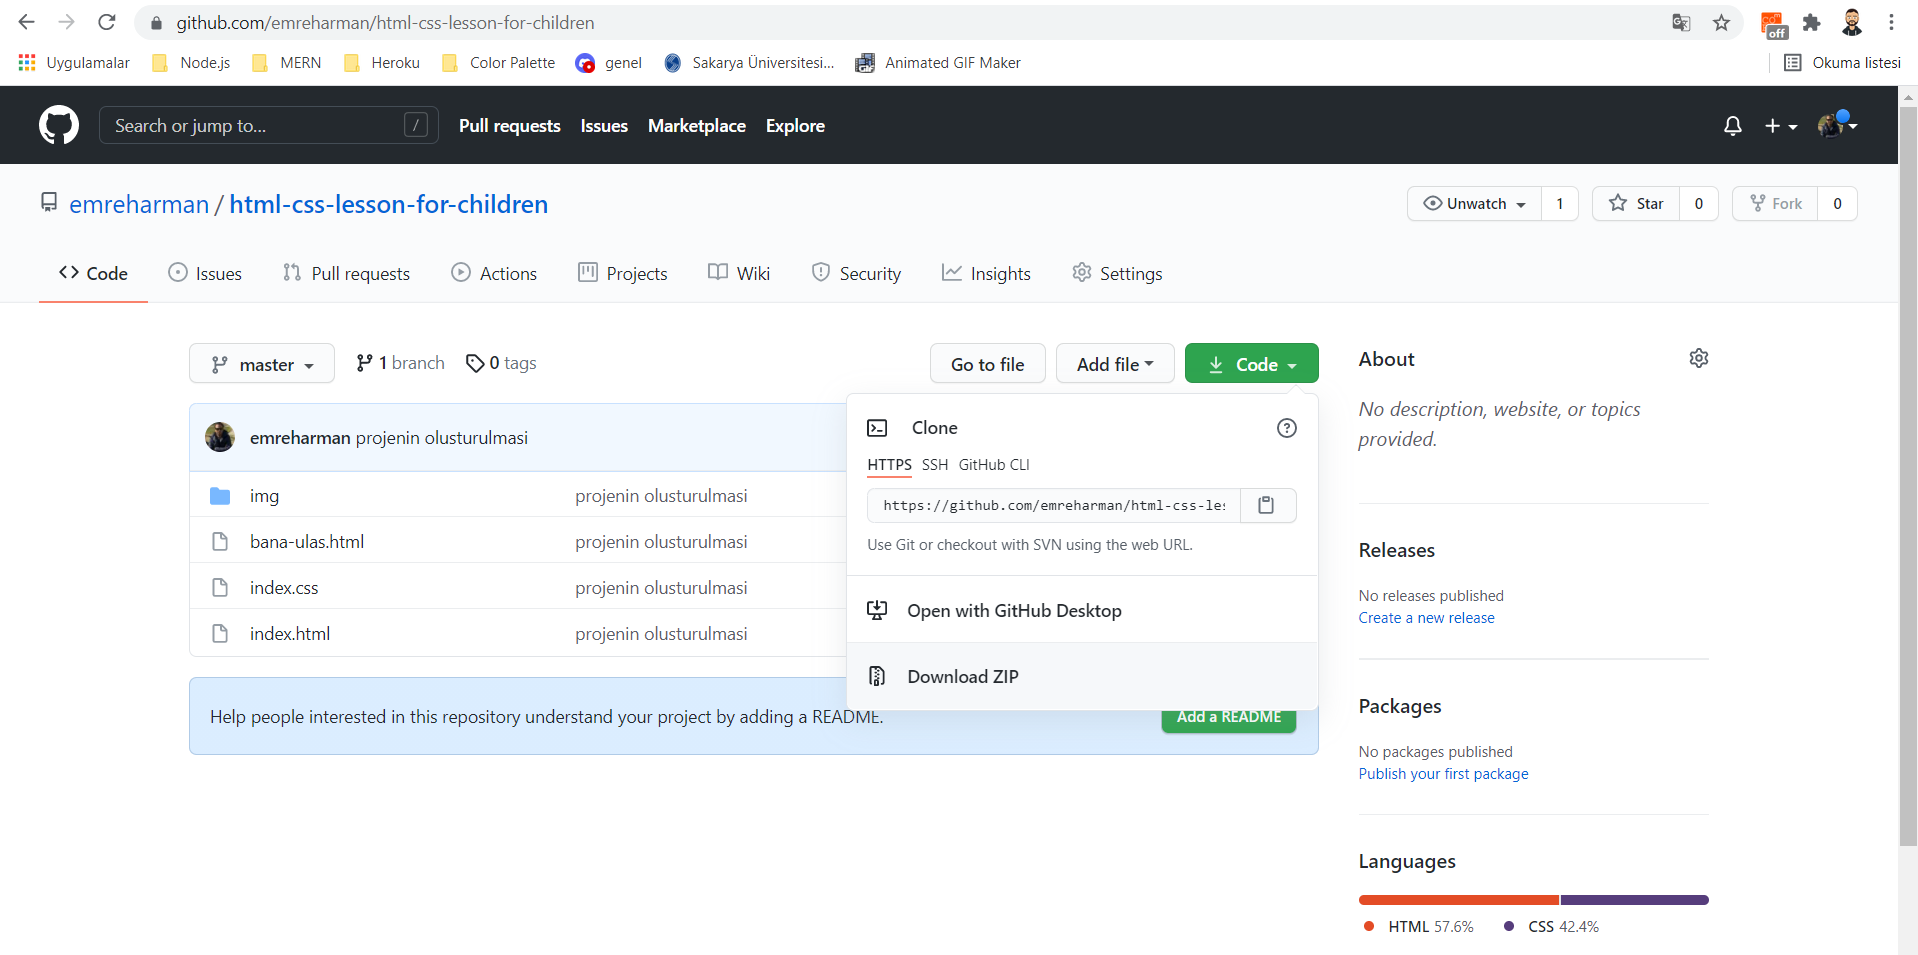 github.com/emreharman/html-css-lesson-for-children
off
Uygulamalar Node.js MERN Heroku Color Palette genel Sakarya Üniversitesi... Animated GIF Maker Okuma listesi
Search or jump to... / Pull requests Issues Marketplace Explore
emreharman / html-css-lesson-for-children Unwatch 1 Star 0 Fork 0
Code Issues Pull requests Actions Projects Wiki Security Insights Settings
master 1 branch 0 tags Go to file Add file Code
emreharman projenin olusturulmasi
img projenin olusturulmasi
bana-ulas.html projenin olusturulmasi
index.css projenin olusturulmasi
index.html projenin olusturulmasi
Help people interested in this repository understand your project by adding a README. Add a README
Clone
HTTPS SSH GitHub CLI
https://github.com/emreharman/html-css-les
Use Git or checkout with SVN using the web URL.
Open with GitHub Desktop
Download ZIP
About
No description, website, or topics
provided.
Releases
No releases published
Create a new release
Packages
No packages published
Publish your first package
Languages
HTML 57.6% CSS 42.4%